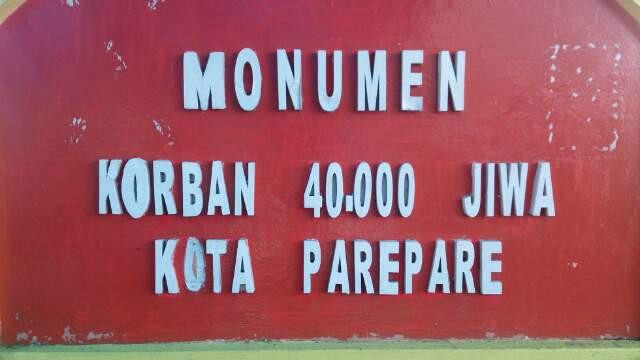 MONUMEN
KORBAN 40.000 JIWA
KOTA PAREPARE